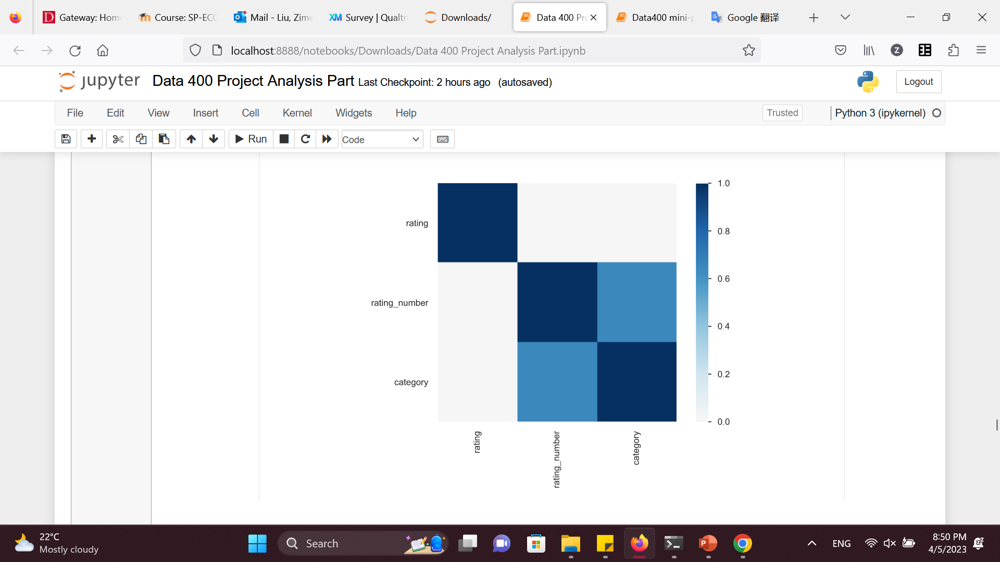 Gateway: Hom
Course: SP-ECC
Mail - Liu, Zime
XM Survey | Qualtri
Downloads/
Data 400 Pro
Data400 mini-p
Google 翻译
localhost:8888/notebooks/Downloads/Data 400 Project Analysis Part.ipynb
Z
jupyter Data 400 Project Analysis Part Last Checkpoint: 2 hours ago (autosaved)
Logout
File Edit View Insert Cell Kernel Widgets Help
Trusted
Python 3 (ipykernel)
Run
Code
rating
rating_number
category
1.0
0.8
0.6
0.4
0.2
0.0
rating
rating_number
category
22°C
Mostly cloudy
Search
ENG
8:50 PM
4/5/2023